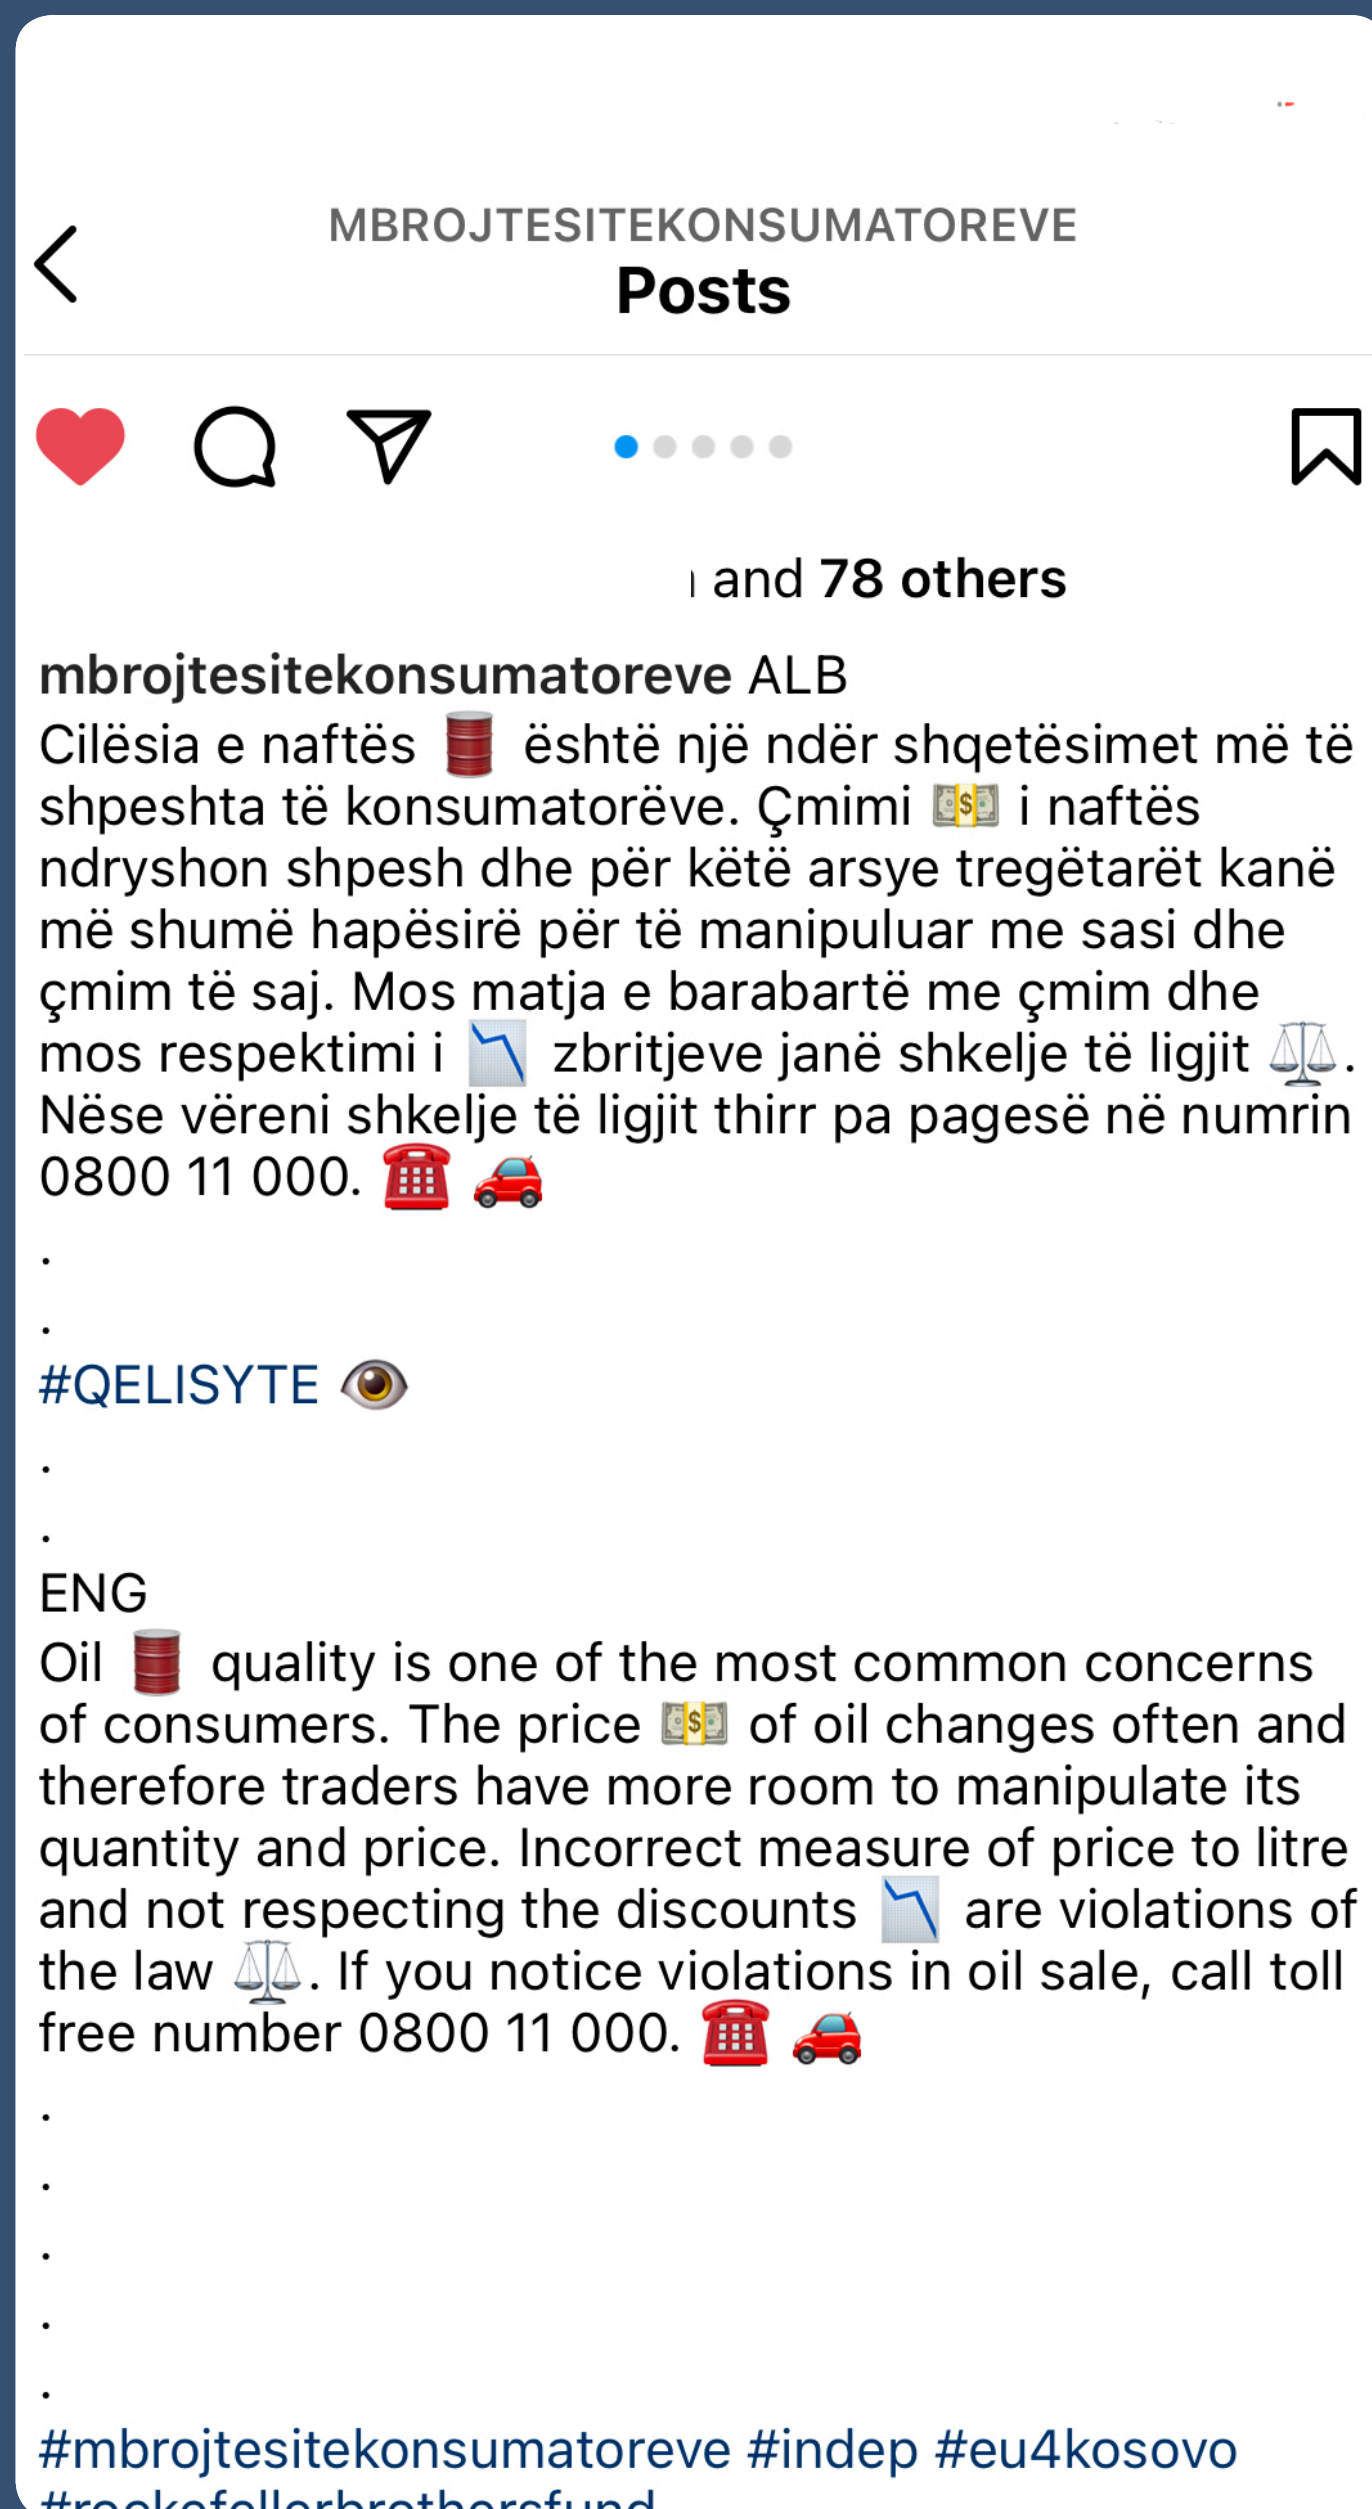 MBROJTESITEKONSUMATOREVE
Posts
and 78 others
mbrojtesitekonsumatoreve ALB
Cilësia e naftës 🛢️ është një ndër shqetësimet më të
shpeshta të konsumatorëve. Çmimi 💵 i naftës
ndryshon shpesh dhe për këtë arsye tregëtarët kanë
më shumë hapësirë për të manipuluar me sasi dhe
çmim të saj. Mos matja e barabartë me çmim dhe
mos respektimi i 📉 zbritjeve janë shkelje të ligjit ⚖️.
Nëse vëreni shkelje të ligjit thirr pa pagesë në numrin
0800 11 000. ☎️ 🚗
.
.
#QELISYTE 👁️
.
.
ENG
Oil 🛢️ quality is one of the most common concerns
of consumers. The price 💵 of oil changes often and
therefore traders have more room to manipulate its
quantity and price. Incorrect measure of price to litre
and not respecting the discounts 📉 are violations of
the law ⚖️. If you notice violations in oil sale, call toll
free number 0800 11 000. ☎️ 🚗
.
.
.
.
.
#mbrojtesitekonsumatoreve #indep #eu4kosovo
#rockefellerbrothersfund